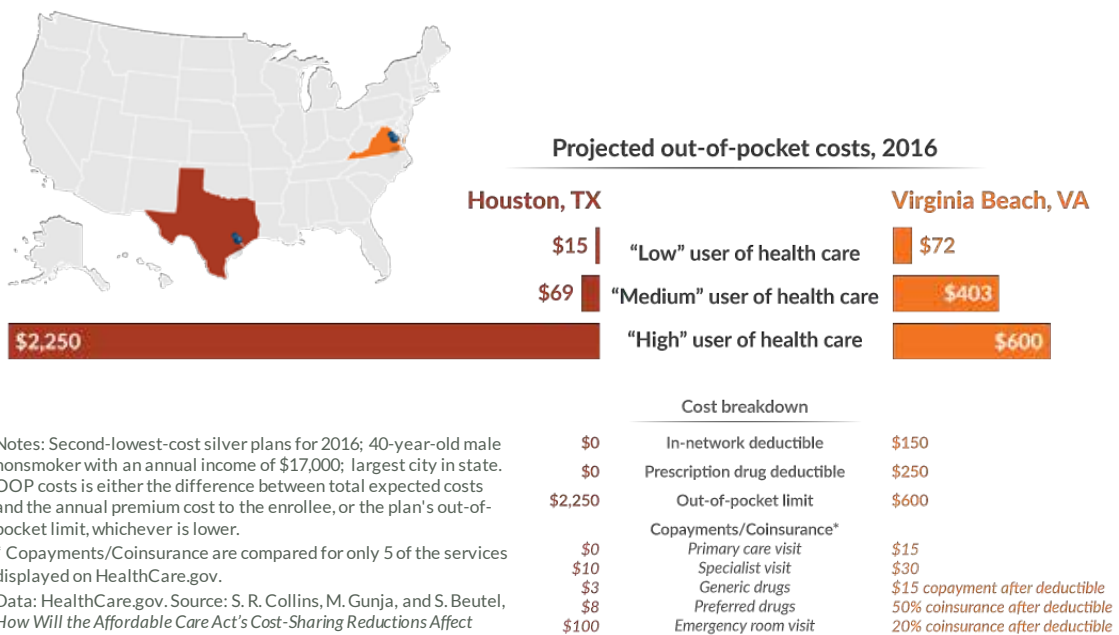 Projected out-of-pocket costs, 2016
Houston, TX
Virginia Beach, VA
$15 “Low” user of health care $72
$69 “Medium” user of health care $403
$2,250 “High” user of health care $600
Cost breakdown
$0 In-network deductible $150
$0 Prescription drug deductible $250
$2,250 Out-of-pocket limit $600
Copayments/Coinsurance*
$0 Primary care visit $15
$10 Specialist visit $30
$3 Generic drugs $15 copayment after deductible
$8 Preferred drugs 50% coinsurance after deductible
$100 Emergency room visit 20% coinsurance after deductible
Notes: Second-lowest-cost silver plans for 2016; 40-year-old male
nonsmoker with an annual income of $17,000; largest city in state.
OOP costs is either the difference between total expected costs
and the annual premium cost to the enrollee, or the plan's out-of-
pocket limit, whichever is lower.
* Copayments/Coinsurance are compared for only 5 of the services
displayed on HealthCare.gov.
Data: HealthCare.gov. Source: S. R. Collins, M. Gunja, and S. Beutel,
How Will the Affordable Care Act’s Cost-Sharing Reductions Affect